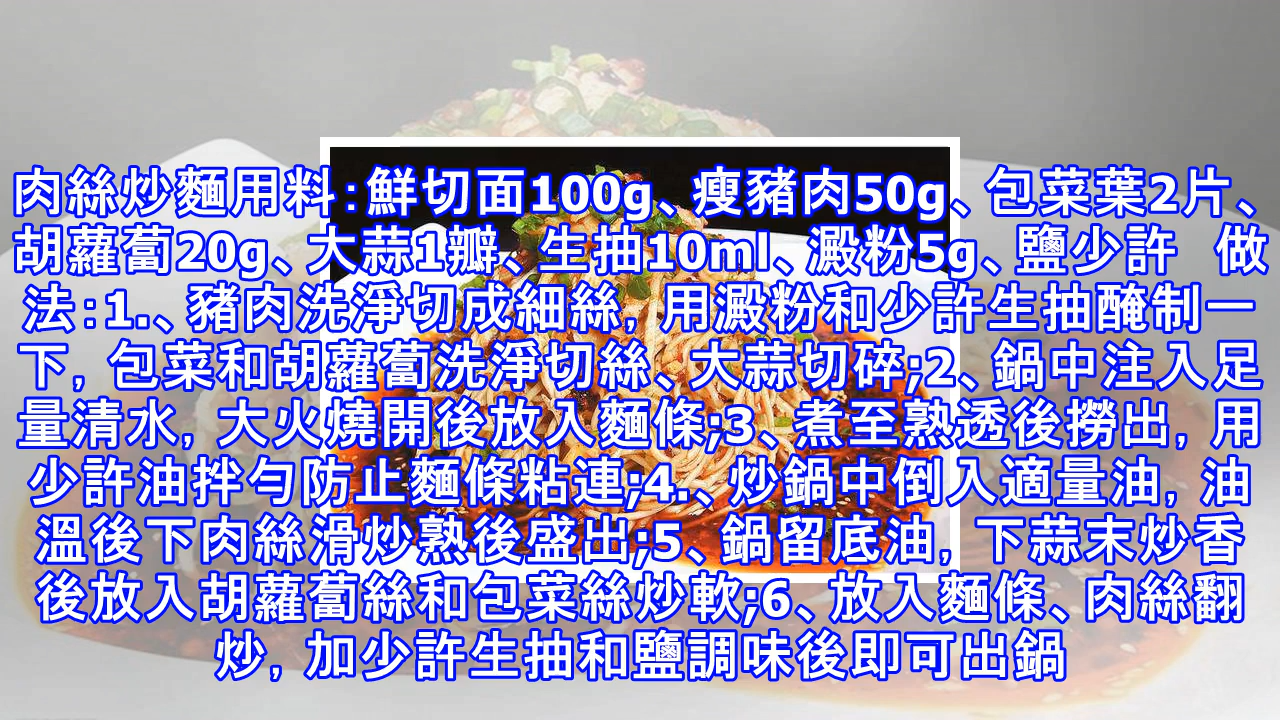 肉絲炒麵用料:鮮切面100g、瘦豬肉50g、包菜葉2片、
胡蘿蔔20g、大蒜1瓣、生抽10ml、澱粉5g、鹽少許 做
法:1.、豬肉洗淨切成細絲, 用澱粉和少許生抽醃制一
下, 包菜和胡蘿蔔洗淨切絲、大蒜切碎;2、鍋中注入足
量清水, 大火燒開後放入麵條;3、煮至熟透後撈出, 用
少許油拌勻防止麵條粘連;4.、炒鍋中倒入適量油, 油
溫後下肉絲滑炒熟後盛出;5、鍋留底油, 下蒜末炒香
後放入胡蘿蔔絲和包菜絲炒軟;6、放入麵條、肉絲翻
炒, 加少許生抽和鹽調味後即可出鍋